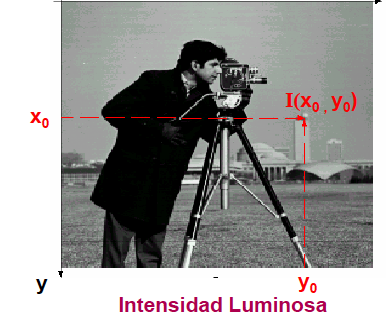 I(x₀ , y₀)
x₀
y
y₀
Intensidad Luminosa